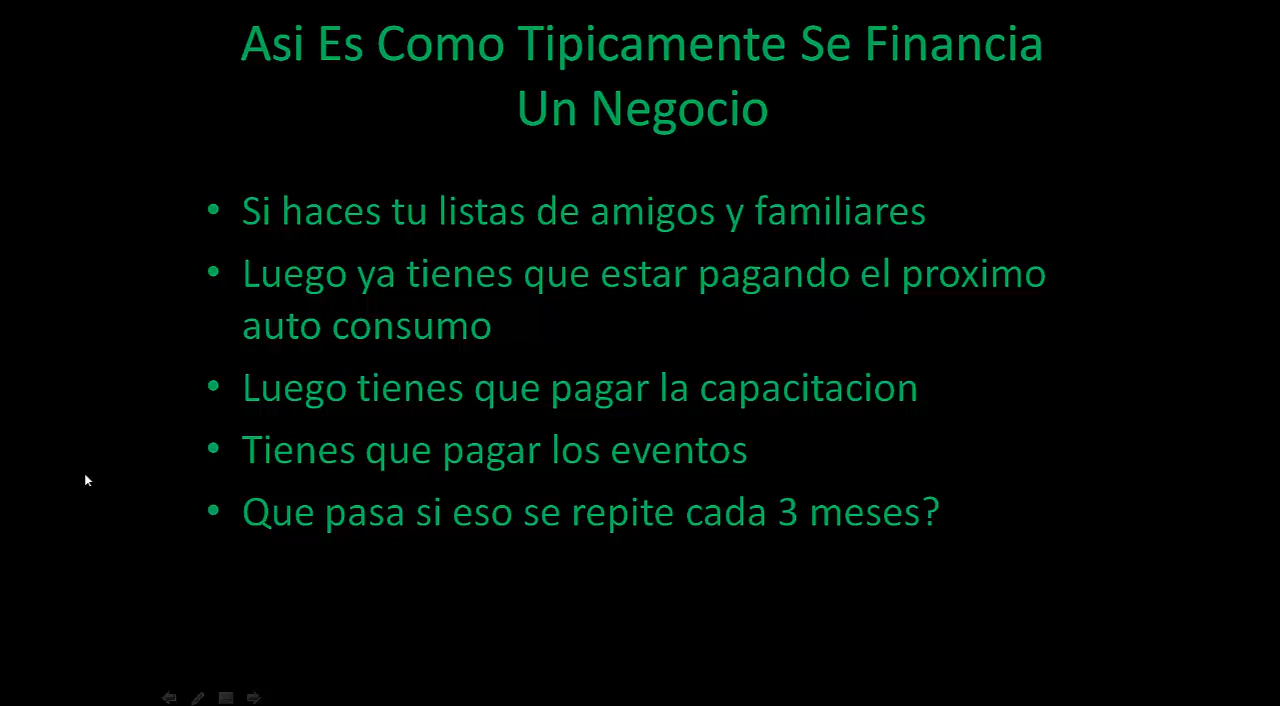 Asi Es Como Tipicamente Se Financia
Un Negocio
• Si haces tu listas de amigos y familiares
• Luego ya tienes que estar pagando el proximo
auto consumo
• Luego tienes que pagar la capacitacion
• Tienes que pagar los eventos
• Que pasa si eso se repite cada 3 meses?